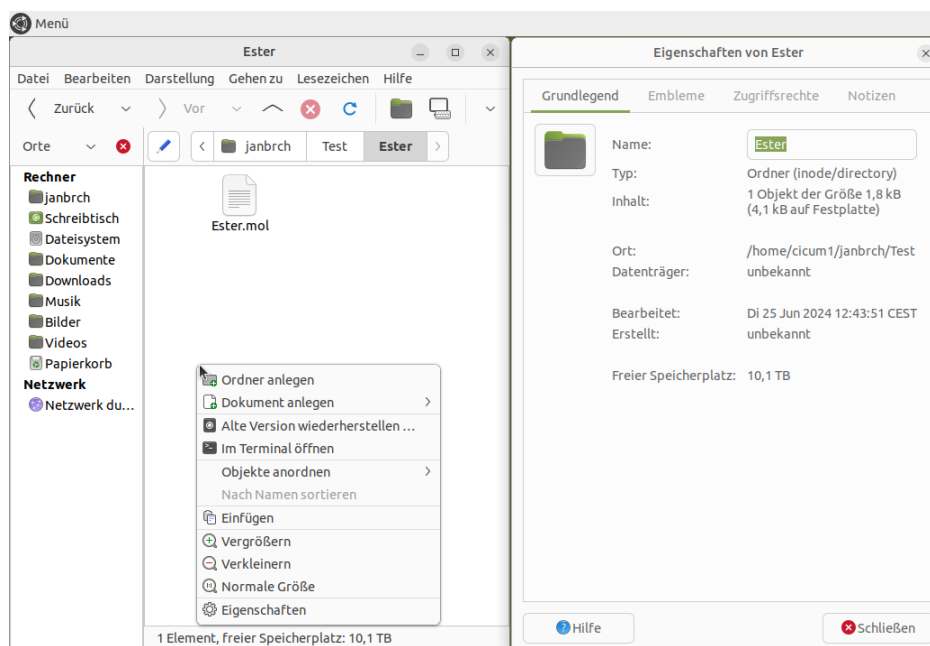 Menü
Ester
Datei Bearbeiten Darstellung Gehen zu Lesezeichen Hilfe
Zurück Vor
Orte janbrch Test Ester
Rechner
janbrch
Schreibtisch
Dateisystem
Dokumente
Downloads
Musik
Bilder
Videos
Papierkorb
Netzwerk
Netzwerk du...
Ester.mol
Ordner anlegen
Dokument anlegen
Alte Version wiederherstellen ...
Im Terminal öffnen
Objekte anordnen
Nach Namen sortieren
Einfügen
Vergrößern
Verkleinern
Normale Größe
Eigenschaften
1 Element, freier Speicherplatz: 10,1 TB
Eigenschaften von Ester
Grundlegend Embleme Zugriffsrechte Notizen
Name: Ester
Typ: Ordner (inode/directory)
Inhalt: 1 Objekt der Größe 1,8 kB
(4,1 kB auf Festplatte)
Ort: /home/cicum1/janbrch/Test
Datenträger: unbekannt
Bearbeitet: Di 25 Jun 2024 12:43:51 CEST
Erstellt: unbekannt
Freier Speicherplatz: 10,1 TB
Hilfe Schließen